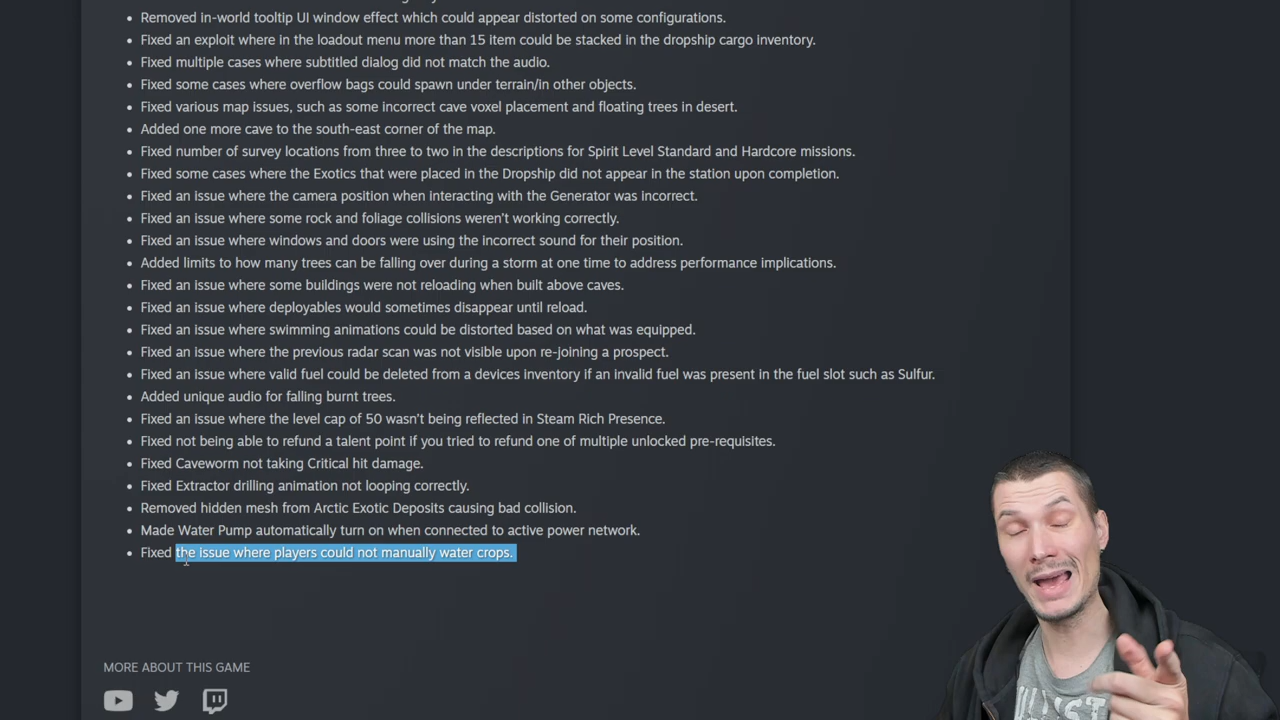 Removed in-world tooltip UI window effect which could appear distorted on some configurations.
Fixed an exploit where in the loadout menu more than 15 item could be stacked in the dropship cargo inventory.
Fixed multiple cases where subtitled dialog did not match the audio.
Fixed some cases where overflow bags could spawn under terrain/in other objects.
Fixed various map issues, such as some incorrect cave voxel placement and floating trees in desert.
Added one more cave to the south-east corner of the map.
Fixed number of survey locations from three to two in the descriptions for Spirit Level Standard and Hardcore missions.
Fixed some cases where the Exotics that were placed in the Dropship did not appear in the station upon completion.
Fixed an issue where the camera position when interacting with the Generator was incorrect.
Fixed an issue where some rock and foliage collisions weren't working correctly.
Fixed an issue where windows and doors were using the incorrect sound for their position.
Added limits to how many trees can be falling over during a storm at one time to address performance implications.
Fixed an issue where some buildings were not reloading when built above caves.
Fixed an issue where deployables would sometimes disappear until reload.
Fixed an issue where swimming animations could be distorted based on what was equipped.
Fixed an issue where the previous radar scan was not visible upon re-joining a prospect.
Fixed an issue where valid fuel could be deleted from a devices inventory if an invalid fuel was present in the fuel slot such as Sulfur.
Added unique audio for falling burnt trees.
Fixed an issue where the level cap of 50 wasn't being reflected in Steam Rich Presence.
Fixed not being able to refund a talent point if you tried to refund one of multiple unlocked pre-requisites.
Fixed Caveworm not taking Critical hit damage.
Fixed Extractor drilling animation not looping correctly.
Removed hidden mesh from Arctic Exotic Deposits causing bad collision.
Made Water Pump automatically turn on when connected to active power network.
Fixed the issue where players could not manually water crops.
MORE ABOUT THIS GAME